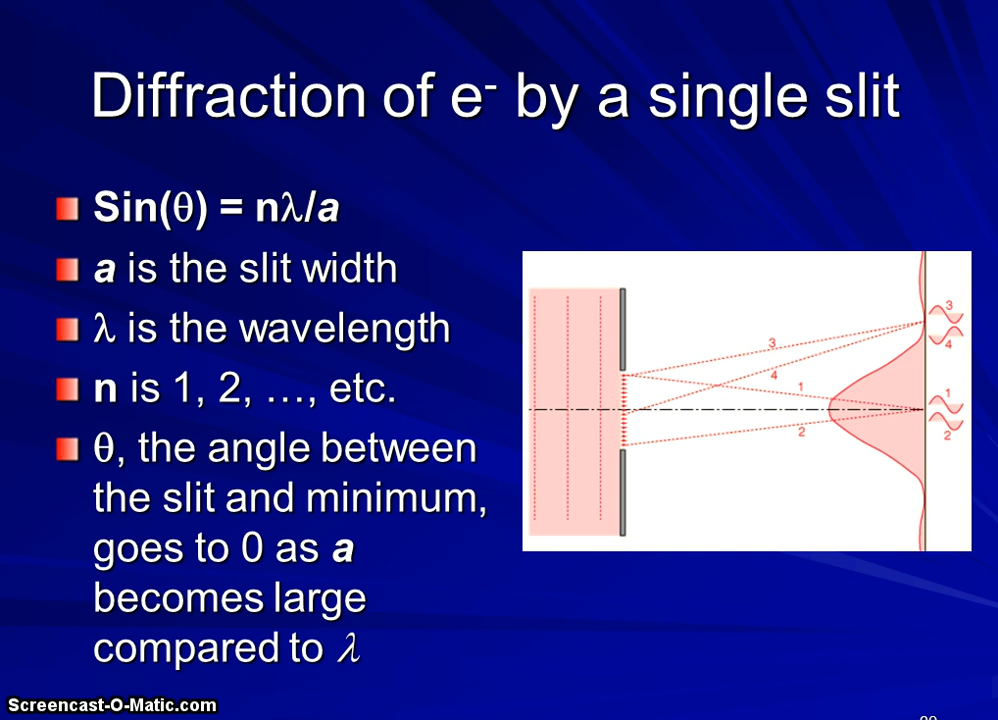 Diffraction of e- by a single slit
Sin(θ) = nλ/a
a is the slit width
λ is the wavelength
n is 1, 2, …, etc.
θ, the angle between
the slit and minimum,
goes to 0 as a
becomes large
compared to λ
3
3
4
4
1
1
2
2
Screencast-O-Matic.com